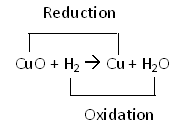 Reduction
CuO + H₂ → Cu + H₂O
Oxidation